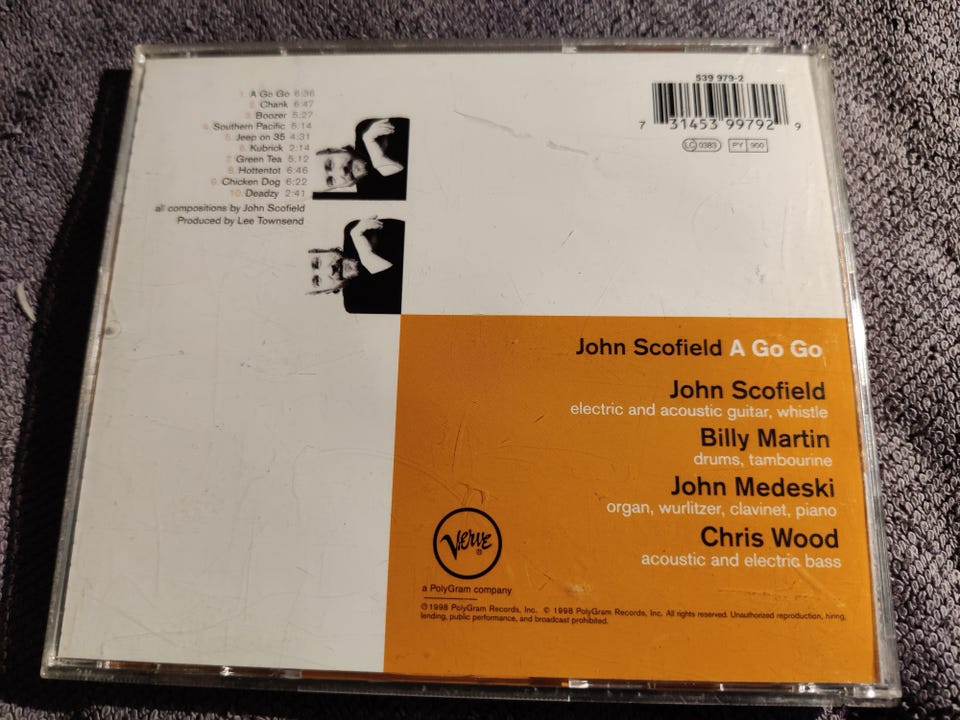 1. A Go Go 6:36
2. Chank 6:47
3. Boozer 5:27
4. Southern Pacific 5:14
5. Jeep on 35 4:31
6. Kubrick 2:14
7. Green Tea 5:12
8. Hottentot 6:46
9. Chicken Dog 6:22
10. Deadzy 2:41
all compositions by John Scofield
Produced by Lee Townsend
539 979-2
7 31453 99792 9
LC 0383 PY 900
John Scofield A Go Go
John Scofield
electric and acoustic guitar, whistle
Billy Martin
drums, tambourine
John Medeski
organ, wurlitzer, clavinet, piano
Chris Wood
acoustic and electric bass
Verve®
a PolyGram company
℗1998 PolyGram Records, Inc. © 1998 PolyGram Records, Inc. All rights reserved. Unauthorized reproduction, hiring,
lending, public performance, and broadcast prohibited.